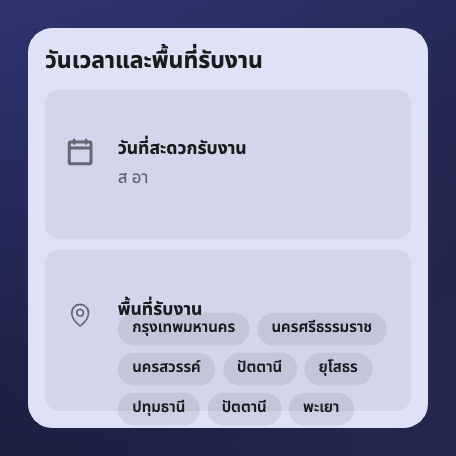 วันเวลาและพื้นที่รับงาน
วันที่สะดวกรับงาน
ส อา
พื้นที่รับงาน
กรุงเทพมหานคร นครศรีธรรมราช
นครสวรรค์ ปัตตานี ยุโสธร
ปทุมธานี ปัตตานี พะเยา